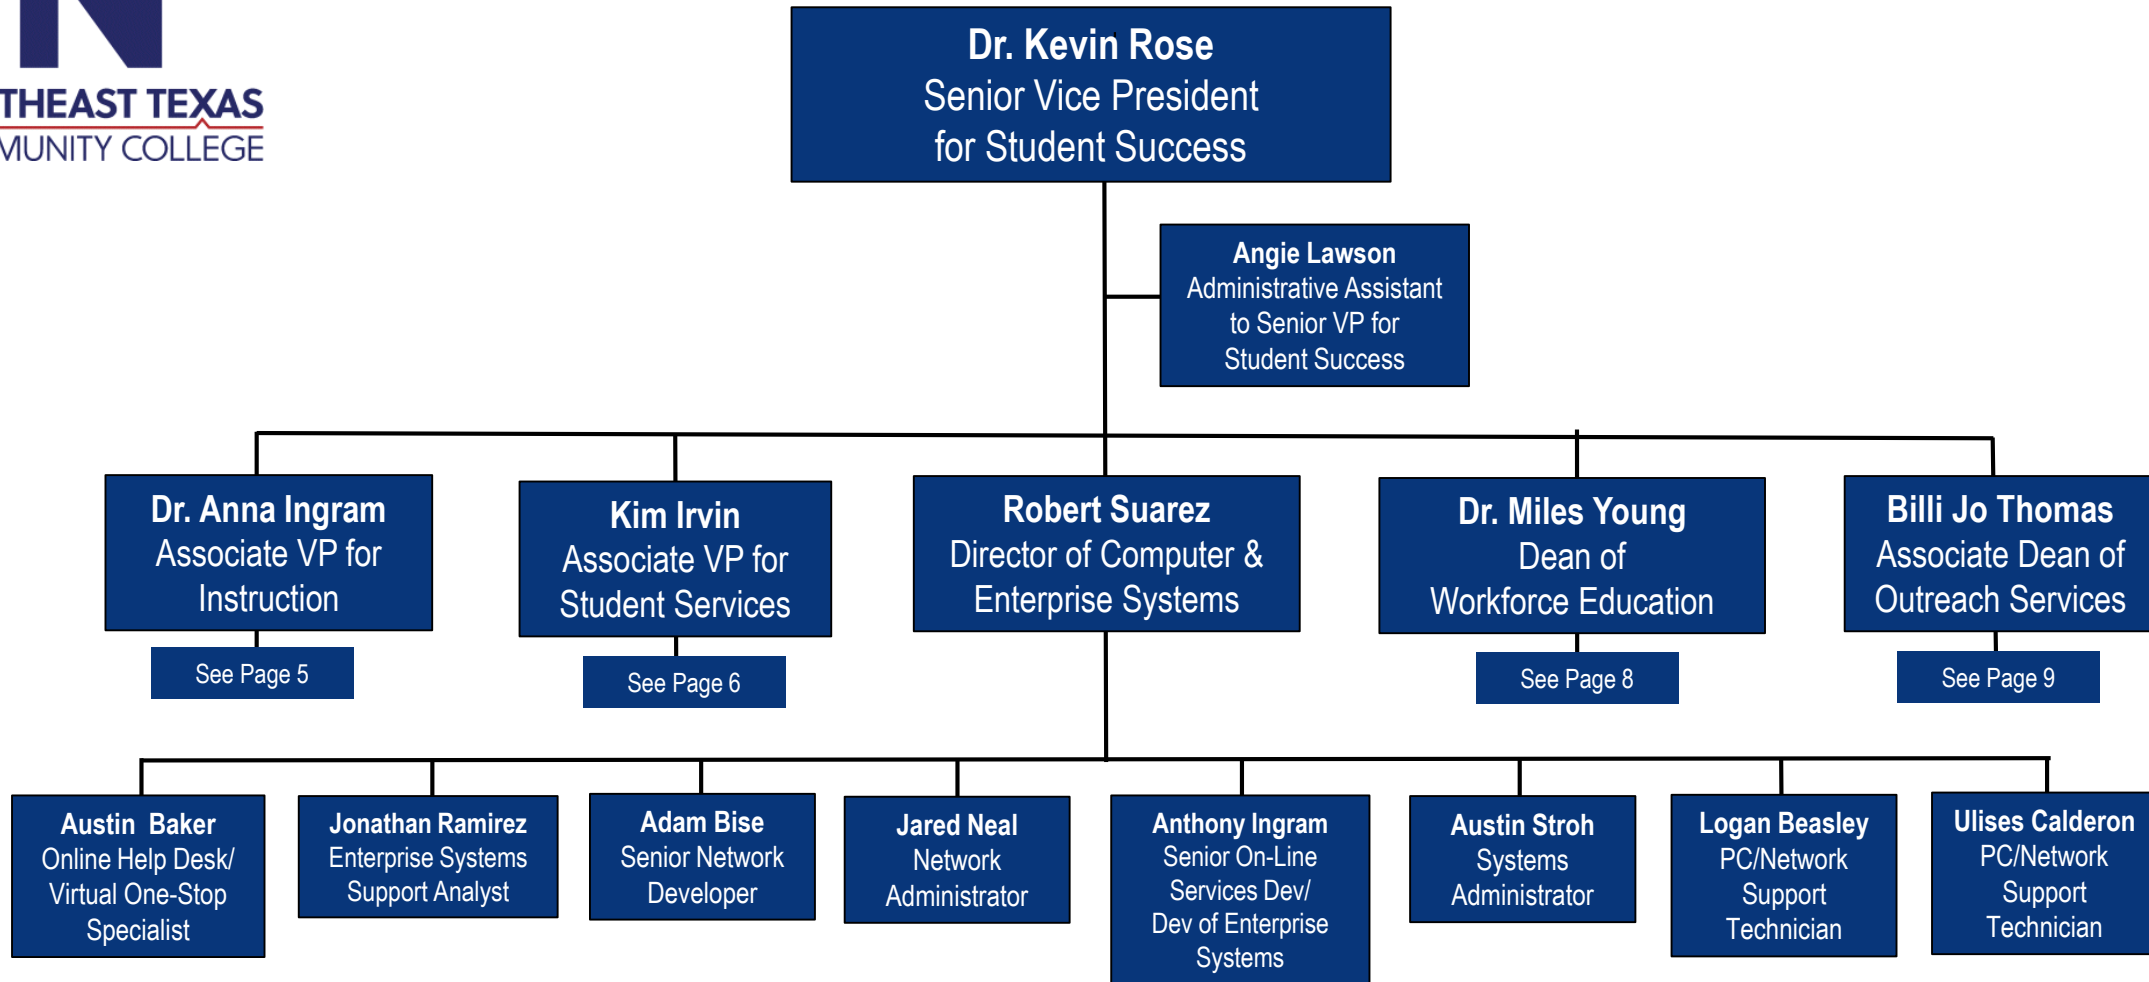 THEAST TEXAS
MUNITY COLLEGE
Dr. Kevin Rose
Senior Vice President
for Student Success
Angie Lawson
Administrative Assistant
to Senior VP for
Student Success
Dr. Anna Ingram
Associate VP for
Instruction
See Page 5
Kim Irvin
Associate VP for
Student Services
See Page 6
Robert Suarez
Director of Computer &
Enterprise Systems
Dr. Miles Young
Dean of
Workforce Education
See Page 8
Billi Jo Thomas
Associate Dean of
Outreach Services
See Page 9
Austin Baker
Online Help Desk/
Virtual One-Stop
Specialist
Jonathan Ramirez
Enterprise Systems
Support Analyst
Adam Bise
Senior Network
Developer
Jared Neal
Network
Administrator
Anthony Ingram
Senior On-Line
Services Dev/
Dev of Enterprise
Systems
Austin Stroh
Systems
Administrator
Logan Beasley
PC/Network
Support
Technician
Ulises Calderon
PC/Network
Support
Technician